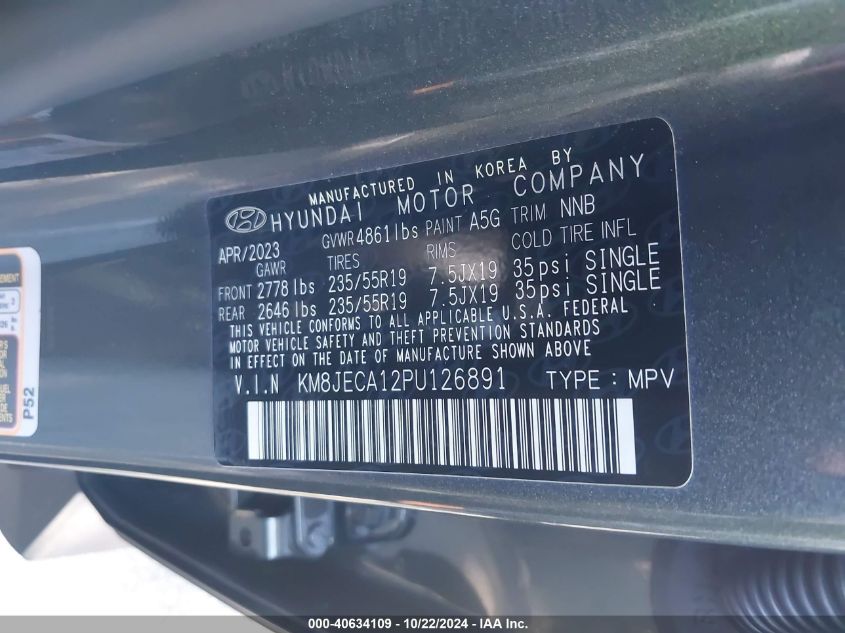 MANUFACTURED IN KOREA BY
HYUNDAI MOTOR COMPANY
APR/2023 GVWR 4861 lbs PAINT A5G TRIM NNB
GAWR TIRES RIMS COLD TIRE INFL
FRONT 2778 lbs 235/55R19 7.5JX19 35psi SINGLE
REAR 2646 lbs 235/55R19 7.5JX19 35psi SINGLE
THIS VEHICLE CONFORMS TO ALL APPLICABLE U.S.A. FEDERAL
MOTOR VEHICLE SAFETY AND THEFT PREVENTION STANDARDS
IN EFFECT ON THE DATE OF MANUFACTURE SHOWN ABOVE
V.I.N KM8JECA12PU126891 TYPE : MPV
P52
000-40634109 - 10/22/2024 - IAA Inc.